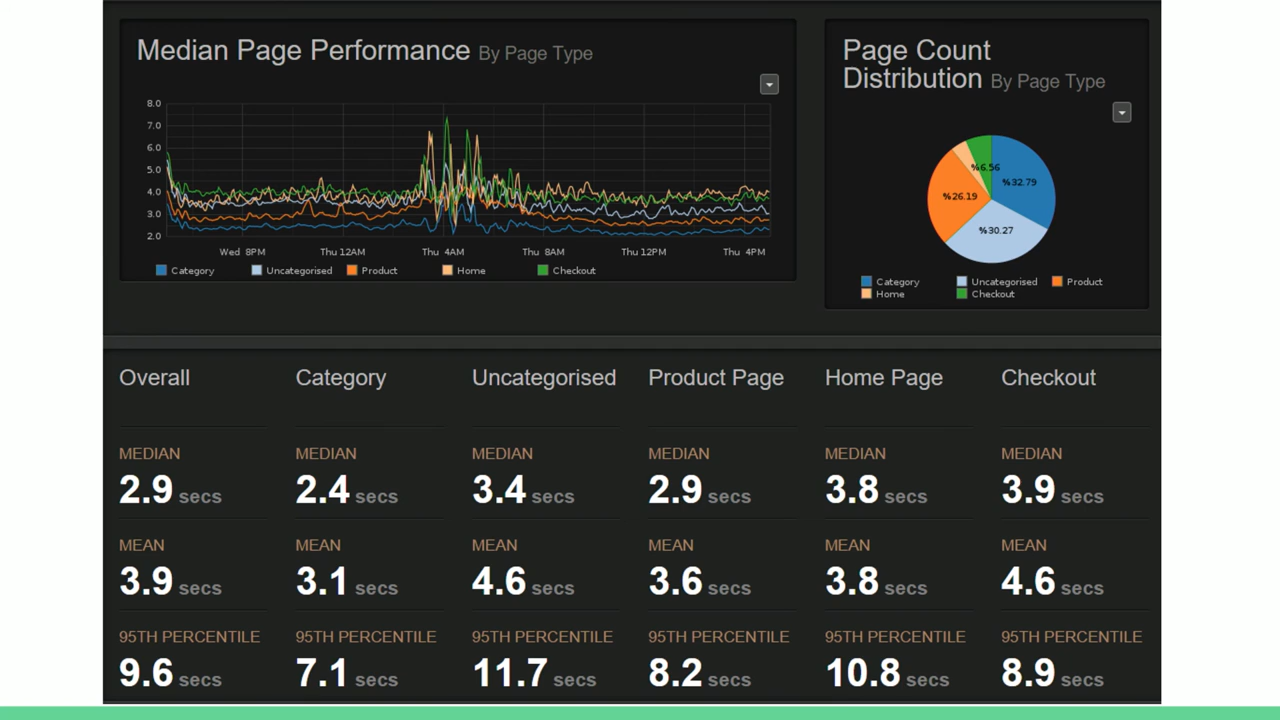 Median Page Performance By Page Type
8.0
7.0
6.0
5.0
4.0
3.0
2.0
Wed 8PM Thu 12AM Thu 4AM Thu 8AM Thu 12PM Thu 4PM
Category Uncategorised Product Home Checkout
Page Count
Distribution By Page Type
%6.56
%32.79
%26.19
%30.27
Category Uncategorised Product
Home Checkout
Overall Category Uncategorised Product Page Home Page Checkout
MEDIAN MEDIAN MEDIAN MEDIAN MEDIAN MEDIAN
2.9 secs 2.4 secs 3.4 secs 2.9 secs 3.8 secs 3.9 secs
MEAN MEAN MEAN MEAN MEAN MEAN
3.9 secs 3.1 secs 4.6 secs 3.6 secs 3.8 secs 4.6 secs
95TH PERCENTILE 95TH PERCENTILE 95TH PERCENTILE 95TH PERCENTILE 95TH PERCENTILE 95TH PERCENTILE
9.6 secs 7.1 secs 11.7 secs 8.2 secs 10.8 secs 8.9 secs